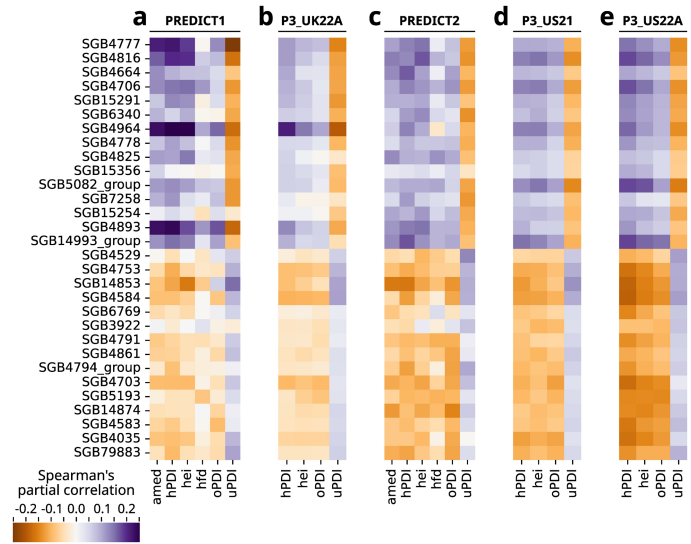 a PREDICT1 b P3_UK22A c PREDICT2 d P3_US21 e P3_US22A
SGB4777
SGB4816
SGB4664
SGB4706
SGB15291
SGB6340
SGB4964
SGB4778
SGB4825
SGB15356
SGB5082_group
SGB7258
SGB15254
SGB4893
SGB14993_group
SGB4529
SGB4753
SGB14853
SGB4584
SGB6769
SGB3922
SGB4791
SGB4861
SGB4794_group
SGB4703
SGB5193
SGB14874
SGB4583
SGB4035
SGB79883
amed hPDI hei hfd oPDI uPDI hPDI hei oPDI uPDI amed hPDI hei hfd oPDI uPDI hPDI hei oPDI uPDI hPDI hei oPDI uPDI
Spearman's
partial correlation
-0.2 -0.1 0.0 0.1 0.2